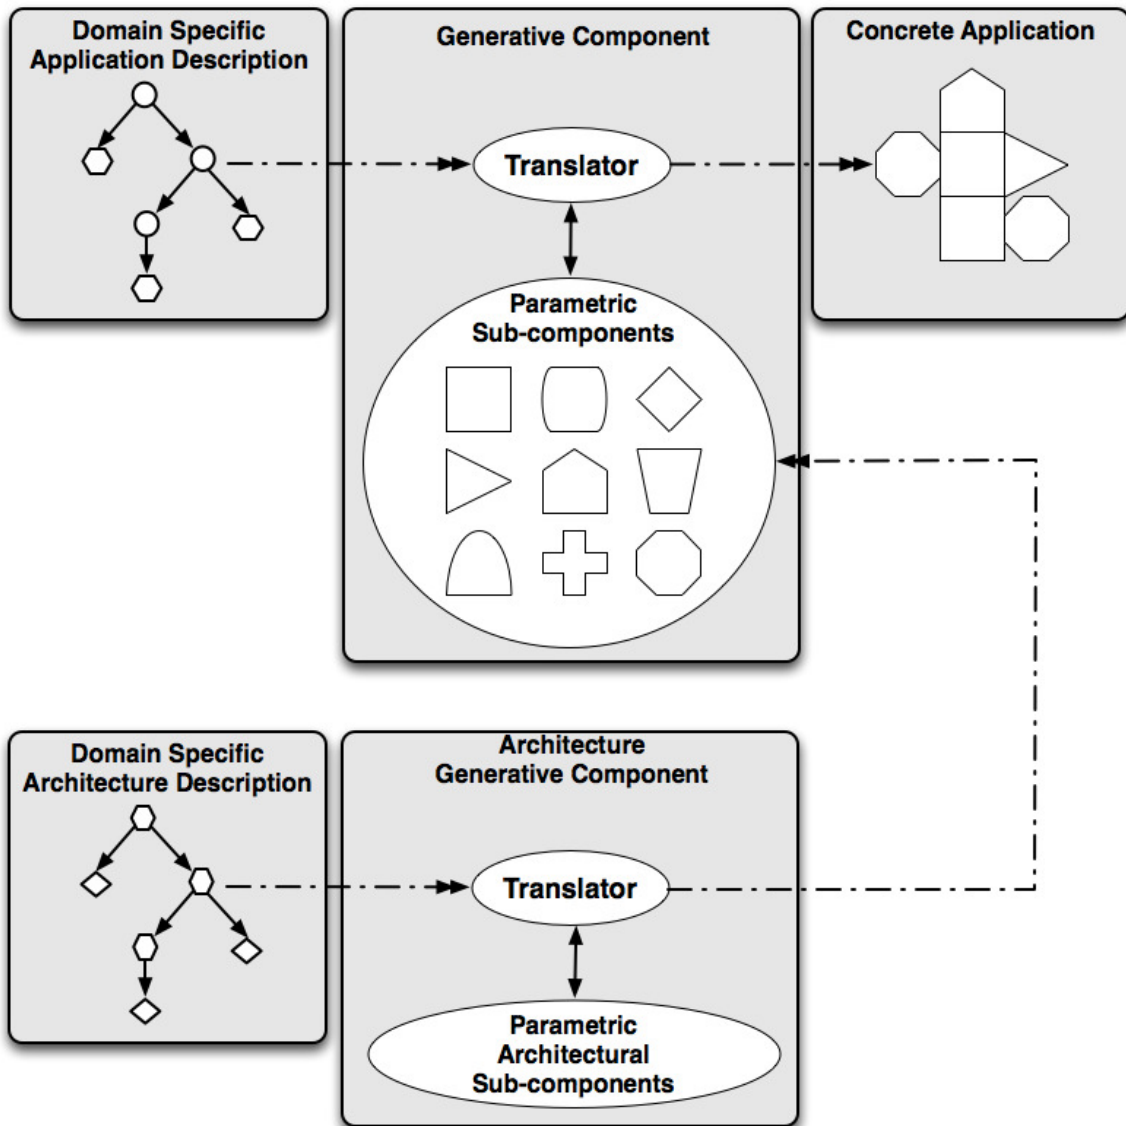 Domain Specific
Application Description
Generative Component
Concrete Application
Translator
Parametric
Sub-components
Domain Specific
Architecture Description
Architecture
Generative Component
Translator
Parametric
Architectural
Sub-components